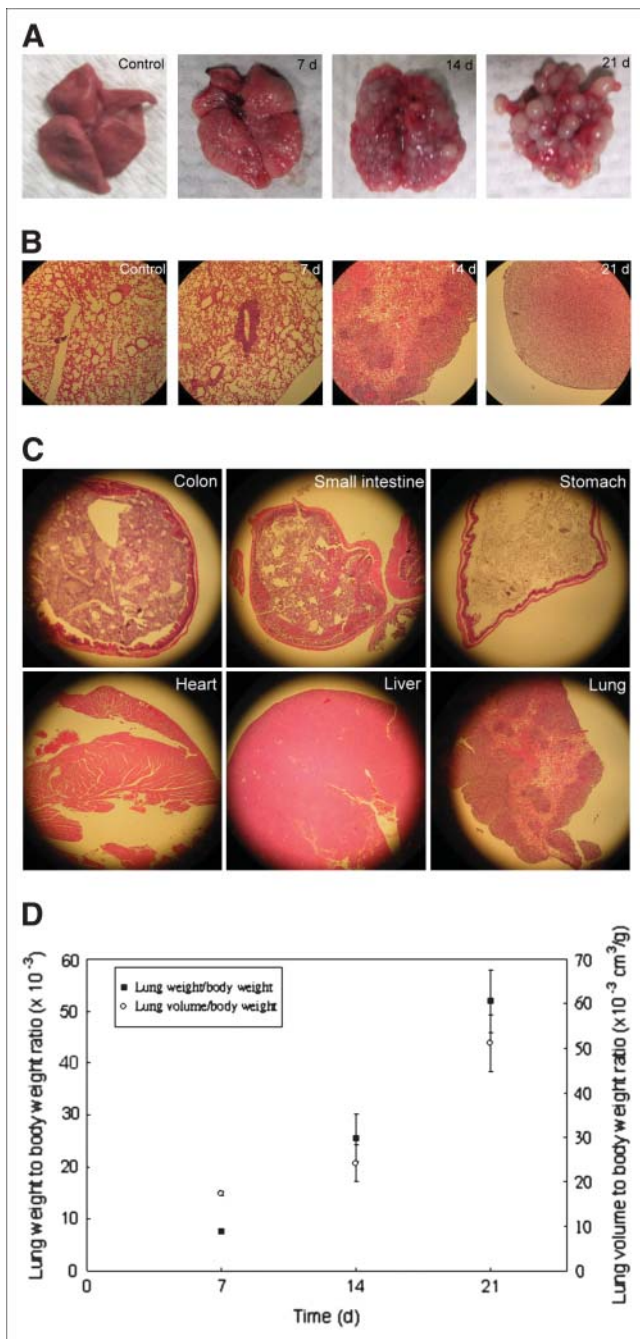 A
Control
7 d
14 d
21 d
B
Control
7 d
14 d
21 d
C
Colon
Small intestine
Stomach
Heart
Liver
Lung
D
Lung weight to body weight ratio (x 10⁻³)
60
50
40
30
20
10
0
Lung weight/body weight
Lung volume/body weight
70
60
50
40
30
20
10
0
Lung volume to body weight ratio (x10⁻³ cm³/g)
0
7
14
21
Time (d)